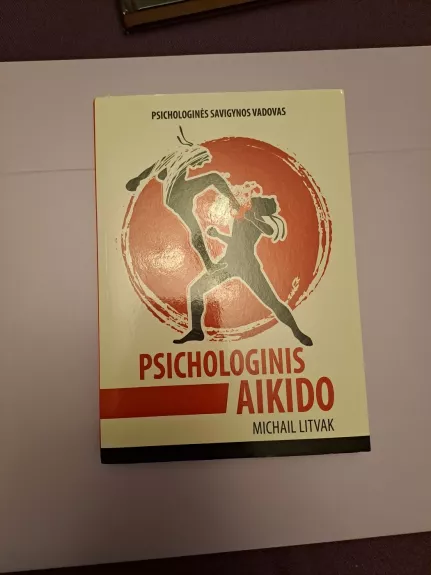 PSICHOLOGINĖS SAVIGYNOS VADOVAS
PSICHOLOGINIS
AIKIDO
MICHAIL LITVAK